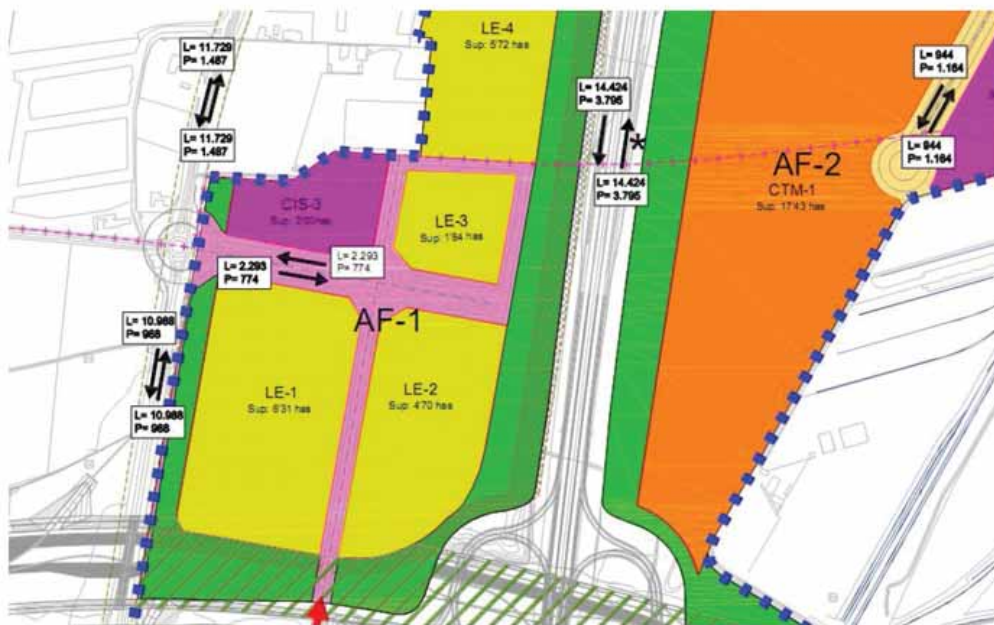 LE-4
Sup: 5'72 has
L= 11.729
P= 1.487
L= 944
P= 1.164
L= 14.424
P= 3.795
*
L= 11.729
P= 1.487
L= 944
P= 1.164
AF-2
CTM-1
Sup: 17'43 has
L= 14.424
P= 3.795
CIS-3
LE-3
Sup: 1'84 has
L= 2.293
P= 774
L= 2.293
P= 774
AF-1
L= 10.988
P= 968
LE-1
Sup: 6'31 has
LE-2
Sup: 4'70 has
L= 10.988
P= 968